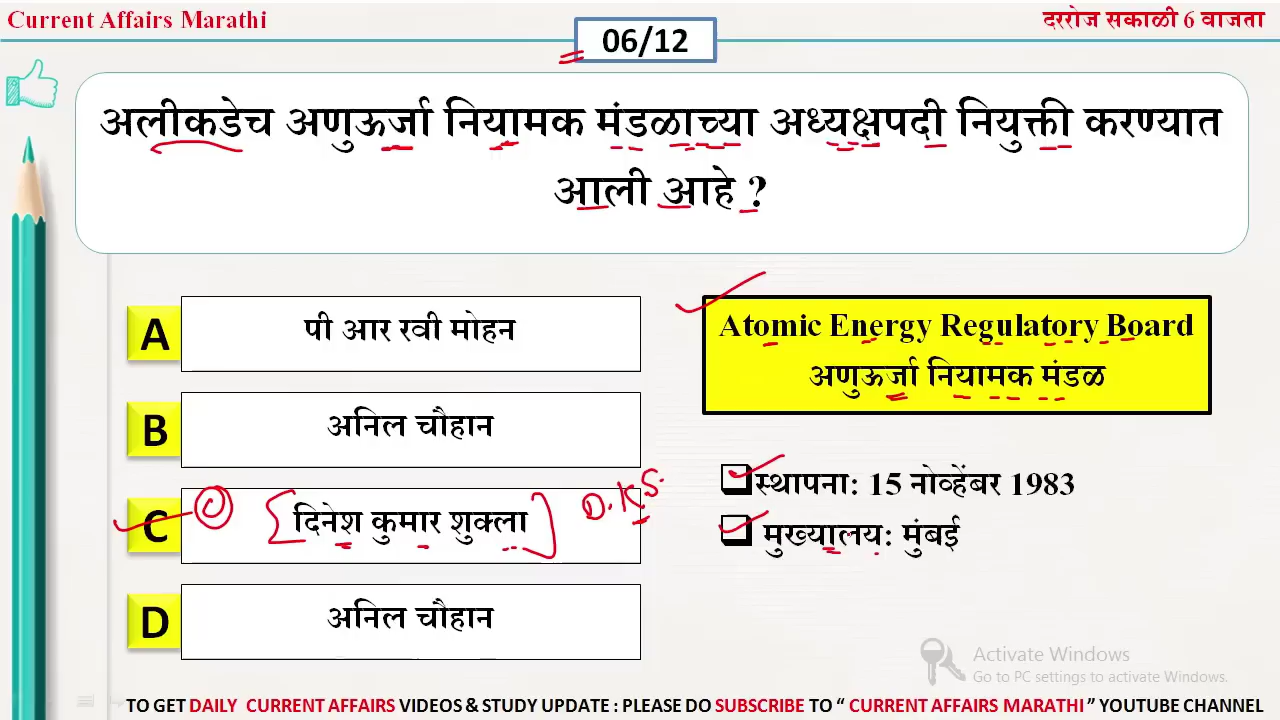 Current Affairs Marathi
दररोज सकाळी 6 वाजता
06/12
अलीकडेच अणुऊर्जा नियामक मंडळाच्या अध्यक्षपदी नियुक्ती करण्यात
आली आहे ?
A
पी आर रवी मोहन
B
अनिल चौहान
C
दिनेश कुमार शुक्ला
D.K.S.
D
अनिल चौहान
Atomic Energy Regulatory Board
अणुऊर्जा नियामक मंडळ
स्थापना: 15 नोव्हेंबर 1983
मुख्यालय: मुंबई
Activate Windows
Go to PC settings to activate Windows.
TO GET DAILY CURRENT AFFAIRS VIDEOS & STUDY UPDATE : PLEASE DO SUBSCRIBE TO “ CURRENT AFFAIRS MARATHI ” YOUTUBE CHANNEL